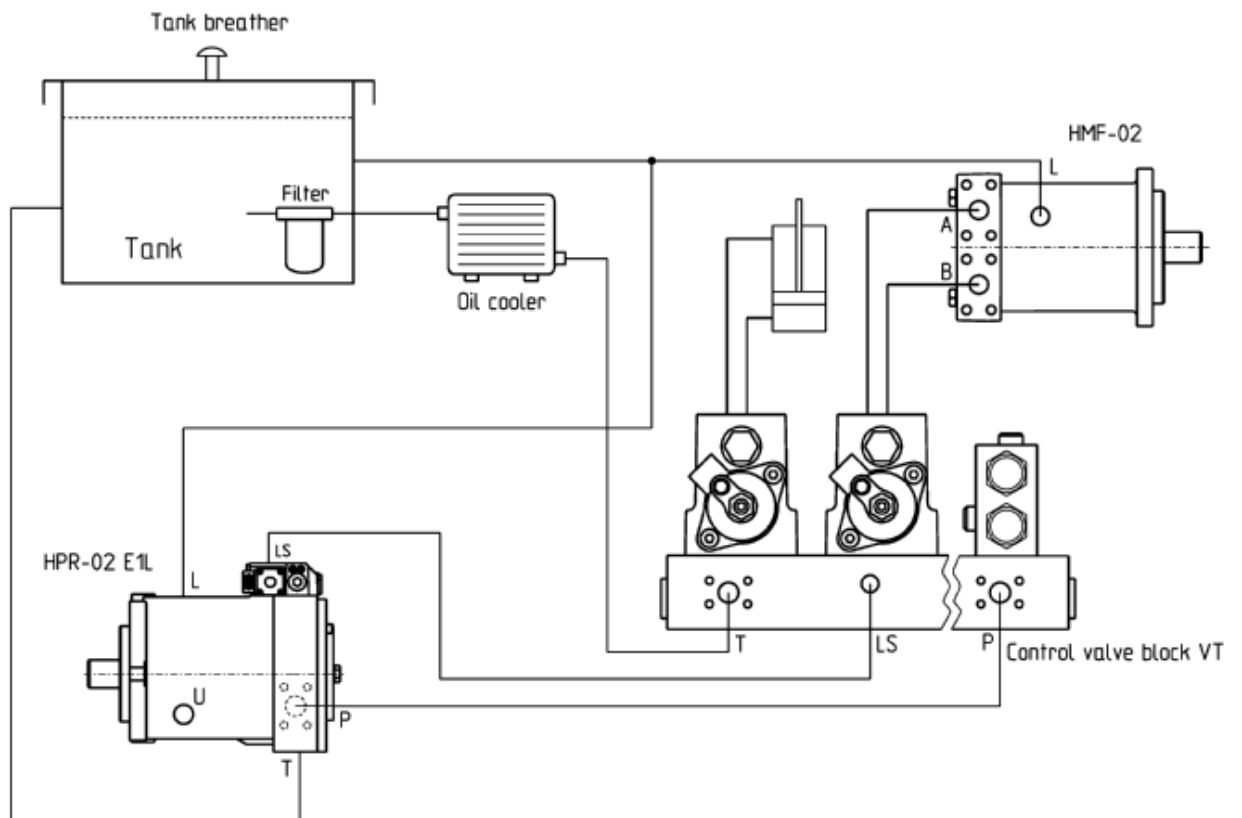 Tank breather
HMF-02
L
Filter
A
Tank
B
Oil cooler
LS
HPR-02 E1L
L
T
LS
P
Control valve block VT
U
P
T